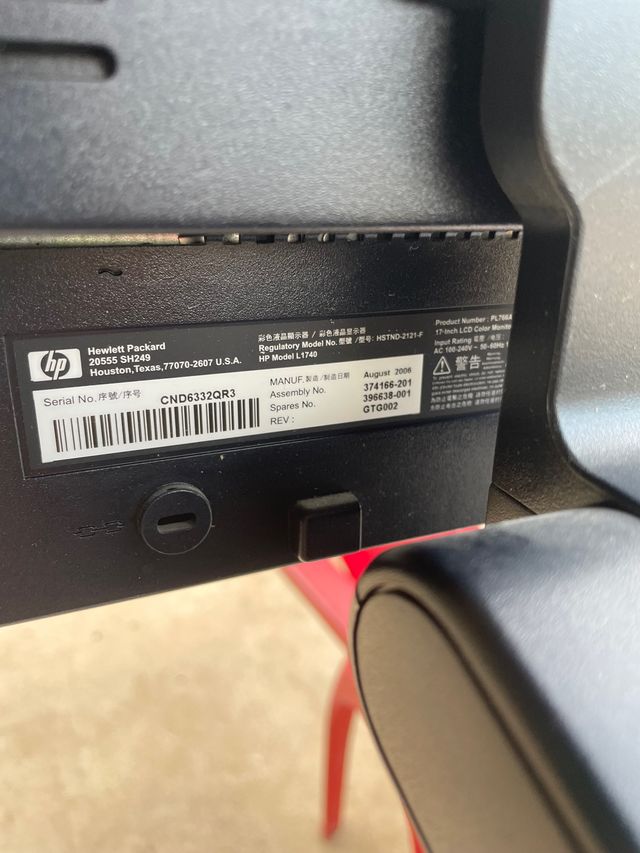 hp
Hewlett Packard
20555 SH249
Houston,Texas,77070-2607 U.S.A.
彩色液晶顯示器 / 彩色液晶显示器
Regulatory Model No. 型號 /型号: HSTND-2121-F
HP Model L1740
Product Number : PL766A
17-Inch LCD Color Monito
Input Rating
AC 100-240V ~ 50-60Hz
警告
Serial No. 序號/序号
CND6332QR3
MANUF. 製造 /制造日期 August 2006
Assembly No. 374166-201
Spares No. 396638-001
REV : GTG002